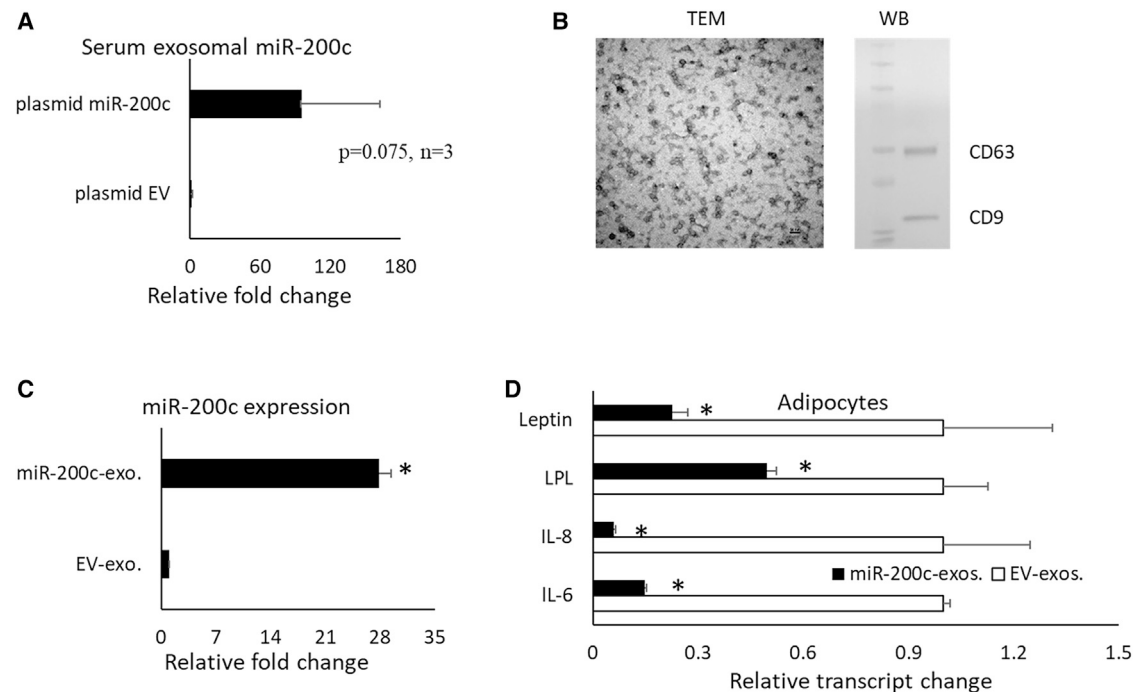 A
Serum exosomal miR-200c
plasmid miR-200c
p=0.075, n=3
plasmid EV
0 60 120 180
Relative fold change
B
TEM WB
CD63
CD9
C
miR-200c expression
miR-200c-exo.
*
EV-exo.
0 7 14 21 28 35
Relative fold change
D
Adipocytes
Leptin *
LPL *
IL-8 *
miR-200c-exos. EV-exos.
IL-6 *
0 0.3 0.6 0.9 1.2 1.5
Relative transcript change